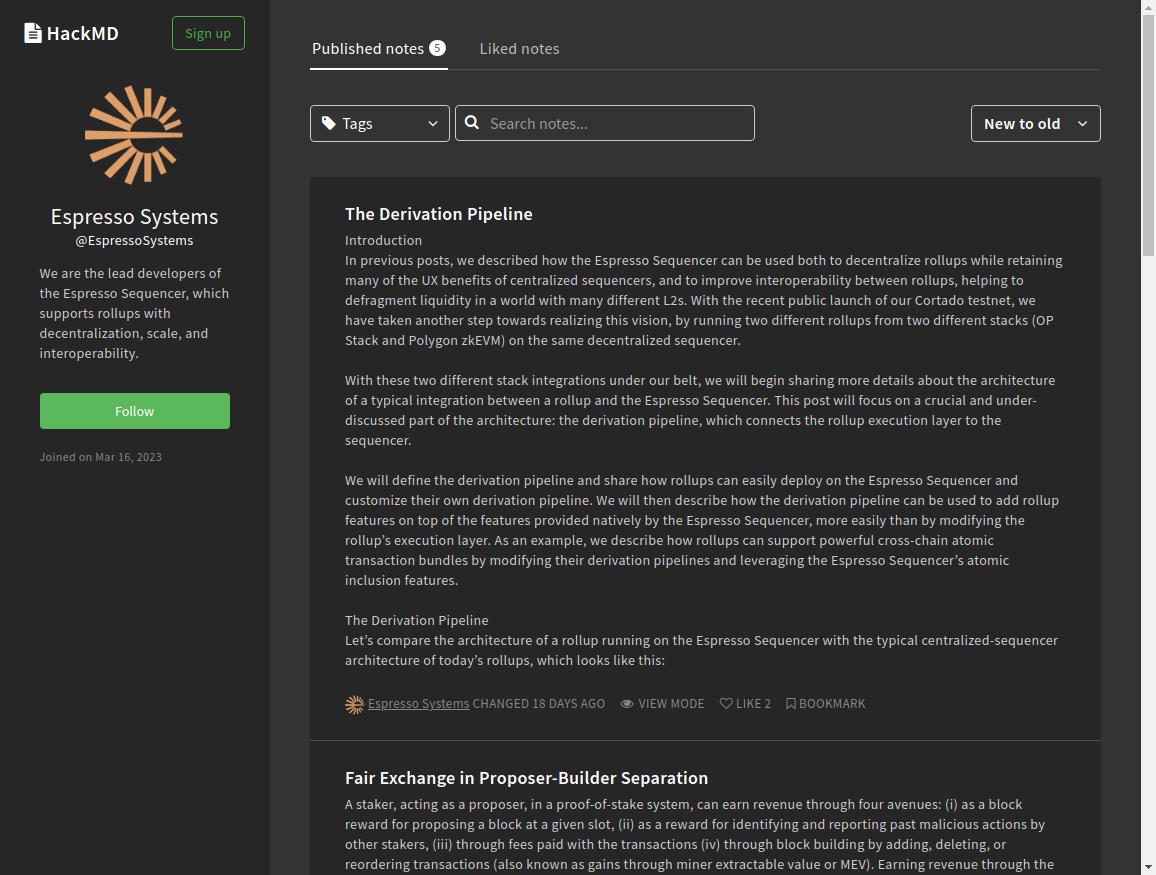 HackMD
Sign up
Espresso Systems
@EspressoSystems
We are the lead developers of
the Espresso Sequencer, which
supports rollups with
decentralization, scale, and
interoperability.
Follow
Joined on Mar 16, 2023
Published notes 5
Liked notes
Tags
Search notes...
New to old
The Derivation Pipeline
Introduction
In previous posts, we described how the Espresso Sequencer can be used both to decentralize rollups while retaining
many of the UX benefits of centralized sequencers, and to improve interoperability between rollups, helping to
defragment liquidity in a world with many different L2s. With the recent public launch of our Cortado testnet, we
have taken another step towards realizing this vision, by running two different rollups from two different stacks (OP
Stack and Polygon zkEVM) on the same decentralized sequencer.
With these two different stack integrations under our belt, we will begin sharing more details about the architecture
of a typical integration between a rollup and the Espresso Sequencer. This post will focus on a crucial and under-
discussed part of the architecture: the derivation pipeline, which connects the rollup execution layer to the
sequencer.
We will define the derivation pipeline and share how rollups can easily deploy on the Espresso Sequencer and
customize their own derivation pipeline. We will then describe how the derivation pipeline can be used to add rollup
features on top of the features provided natively by the Espresso Sequencer, more easily than by modifying the
rollup’s execution layer. As an example, we describe how rollups can support powerful cross-chain atomic
transaction bundles by modifying their derivation pipelines and leveraging the Espresso Sequencer’s atomic
inclusion features.
The Derivation Pipeline
Let’s compare the architecture of a rollup running on the Espresso Sequencer with the typical centralized-sequencer
architecture of today’s rollups, which looks like this:
Espresso Systems CHANGED 18 DAYS AGO VIEW MODE LIKE 2 BOOKMARK
Fair Exchange in Proposer-Builder Separation
A staker, acting as a proposer, in a proof-of-stake system, can earn revenue through four avenues: (i) as a block
reward for proposing a block at a given slot, (ii) as a reward for identifying and reporting past malicious actions by
other stakers, (iii) through fees paid with the transactions (iv) through block building by adding, deleting, or
reordering transactions (also known as gains through miner extractable value or MEV). Earning revenue through the